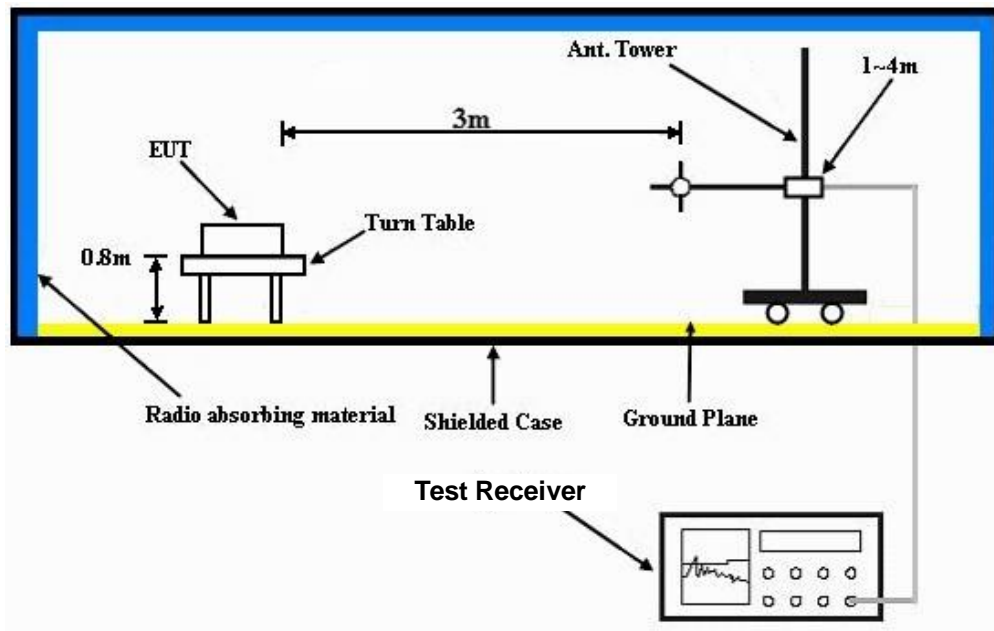 Ant. Tower
1~4m
3m
EUT
Turn Table
0.8m
Radio absorbing material
Shielded Case
Ground Plane
Test Receiver